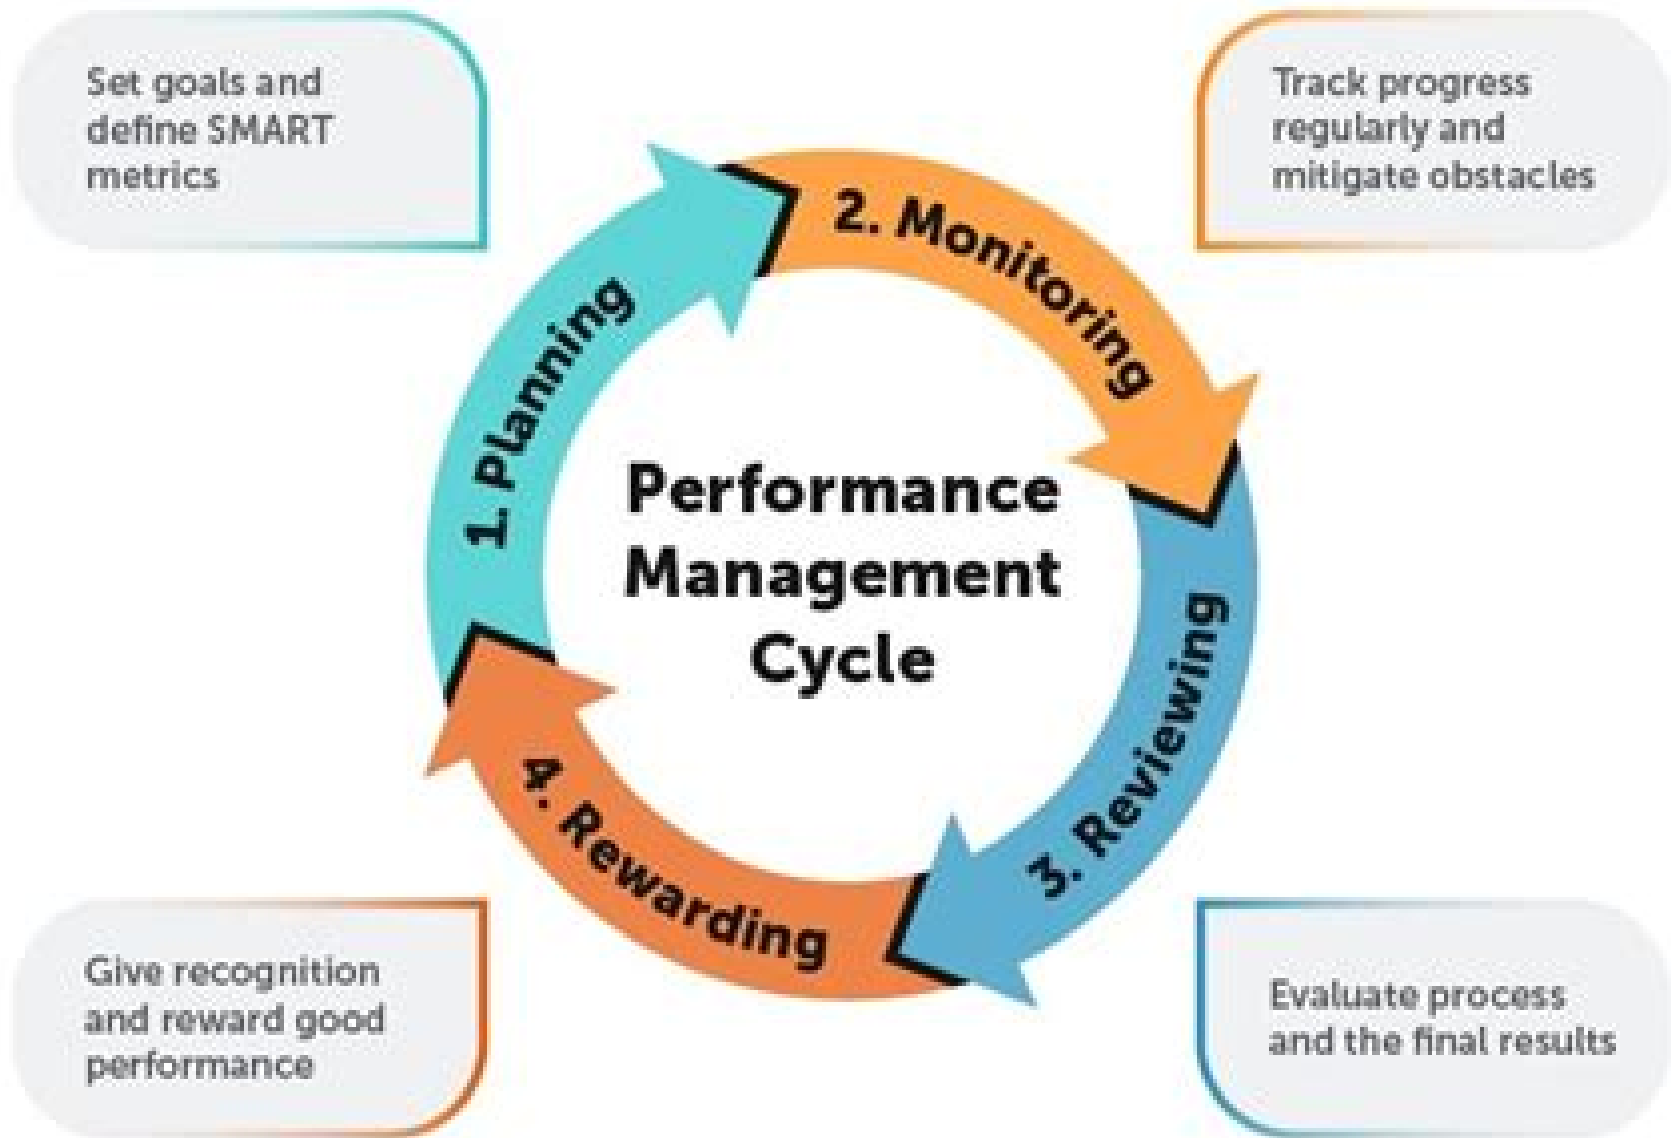 Set goals and
define SMART
metrics
Track progress
regularly and
mitigate obstacles
1. Planning
2. Monitoring
Performance
Management
Cycle
3. Reviewing
4. Rewarding
Give recognition
and reward good
performance
Evaluate process
and the final results